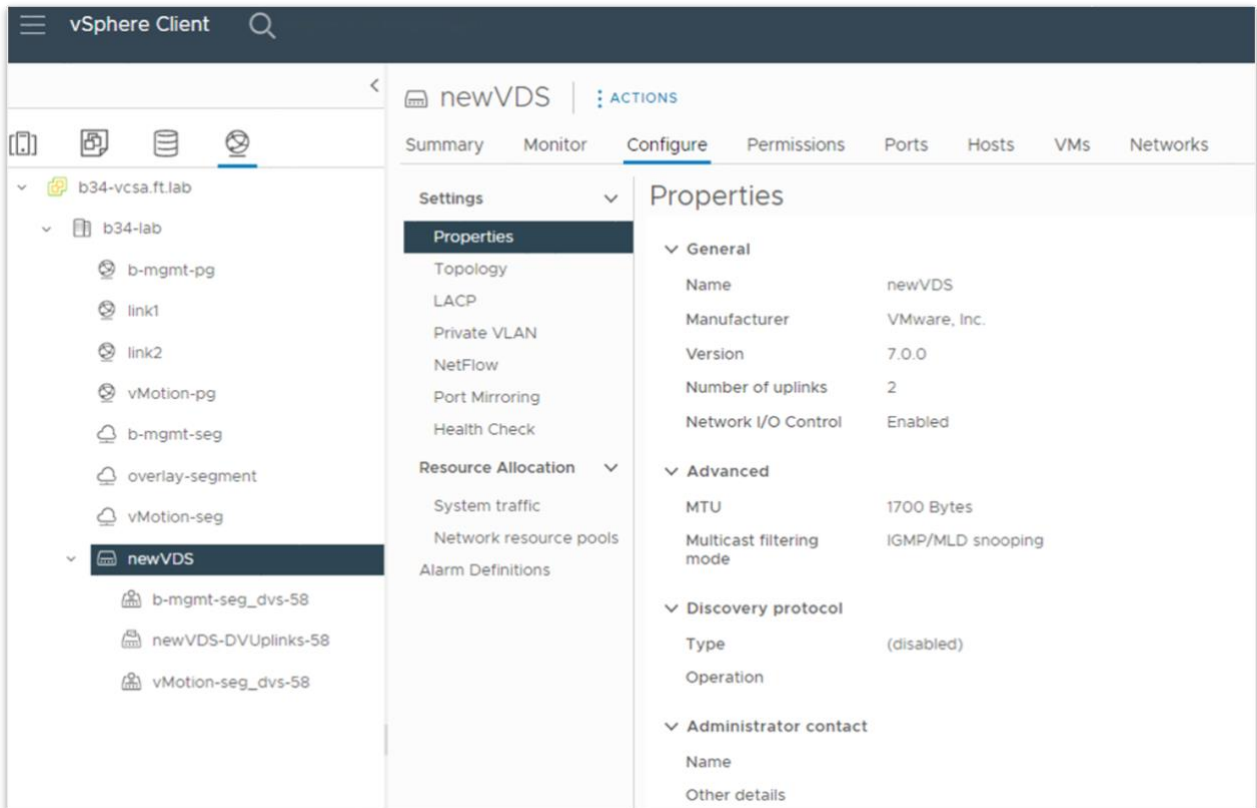 vSphere Client
newVDS
ACTIONS
Summary Monitor Configure Permissions Ports Hosts VMs Networks
b34-vcsa.ft.lab
b34-lab
b-mgmt-pg
link1
link2
vMotion-pg
b-mgmt-seg
overlay-segment
vMotion-seg
newVDS
b-mgmt-seg_dvs-58
newVDS-DVUplinks-58
vMotion-seg_dvs-58
Settings
Properties
Topology
LACP
Private VLAN
NetFlow
Port Mirroring
Health Check
Resource Allocation
System traffic
Network resource pools
Alarm Definitions
Properties
General
Name newVDS
Manufacturer VMware, Inc.
Version 7.0.0
Number of uplinks 2
Network I/O Control Enabled
Advanced
MTU 1700 Bytes
Multicast filtering IGMP/MLD snooping
mode
Discovery protocol
Type (disabled)
Operation
Administrator contact
Name
Other details